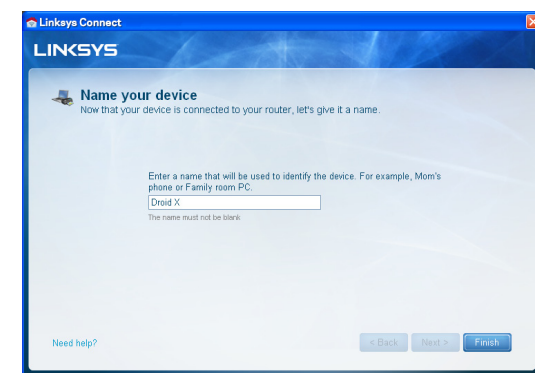 Linksys Connect
LINKSYS
Name your device
Now that your device is connected to your router, let's give it a name.
Enter a name that will be used to identify the device. For example, Mom's
phone or Family room PC.
Droid X
The name must not be blank
Need help?
< Back Next > Finish